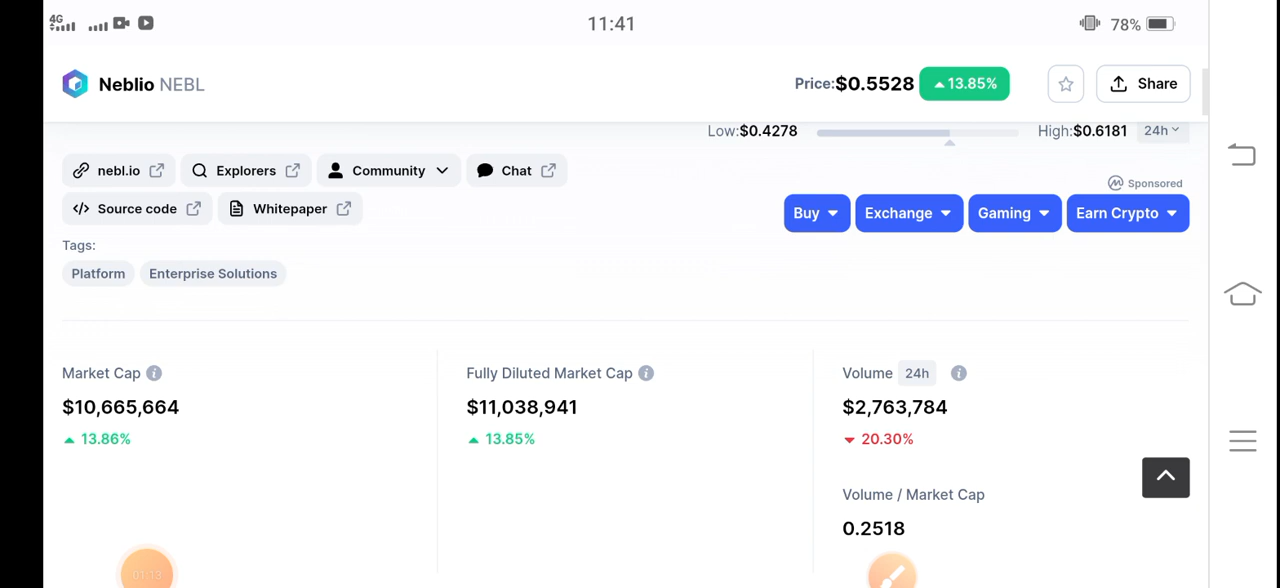 4G 11:41 78%
Neblio NEBL Price:$0.5528 13.85% Share
Low:$0.4278 High:$0.6181 24h
nebl.io Explorers Community Chat
Sponsored
Source code Whitepaper Buy Exchange Gaming Earn Crypto
Tags:
Platform Enterprise Solutions
Market Cap Fully Diluted Market Cap Volume 24h
$10,665,664 $11,038,941 $2,763,784
13.86% 13.85% 20.30%
Volume / Market Cap
0.2518
01:13